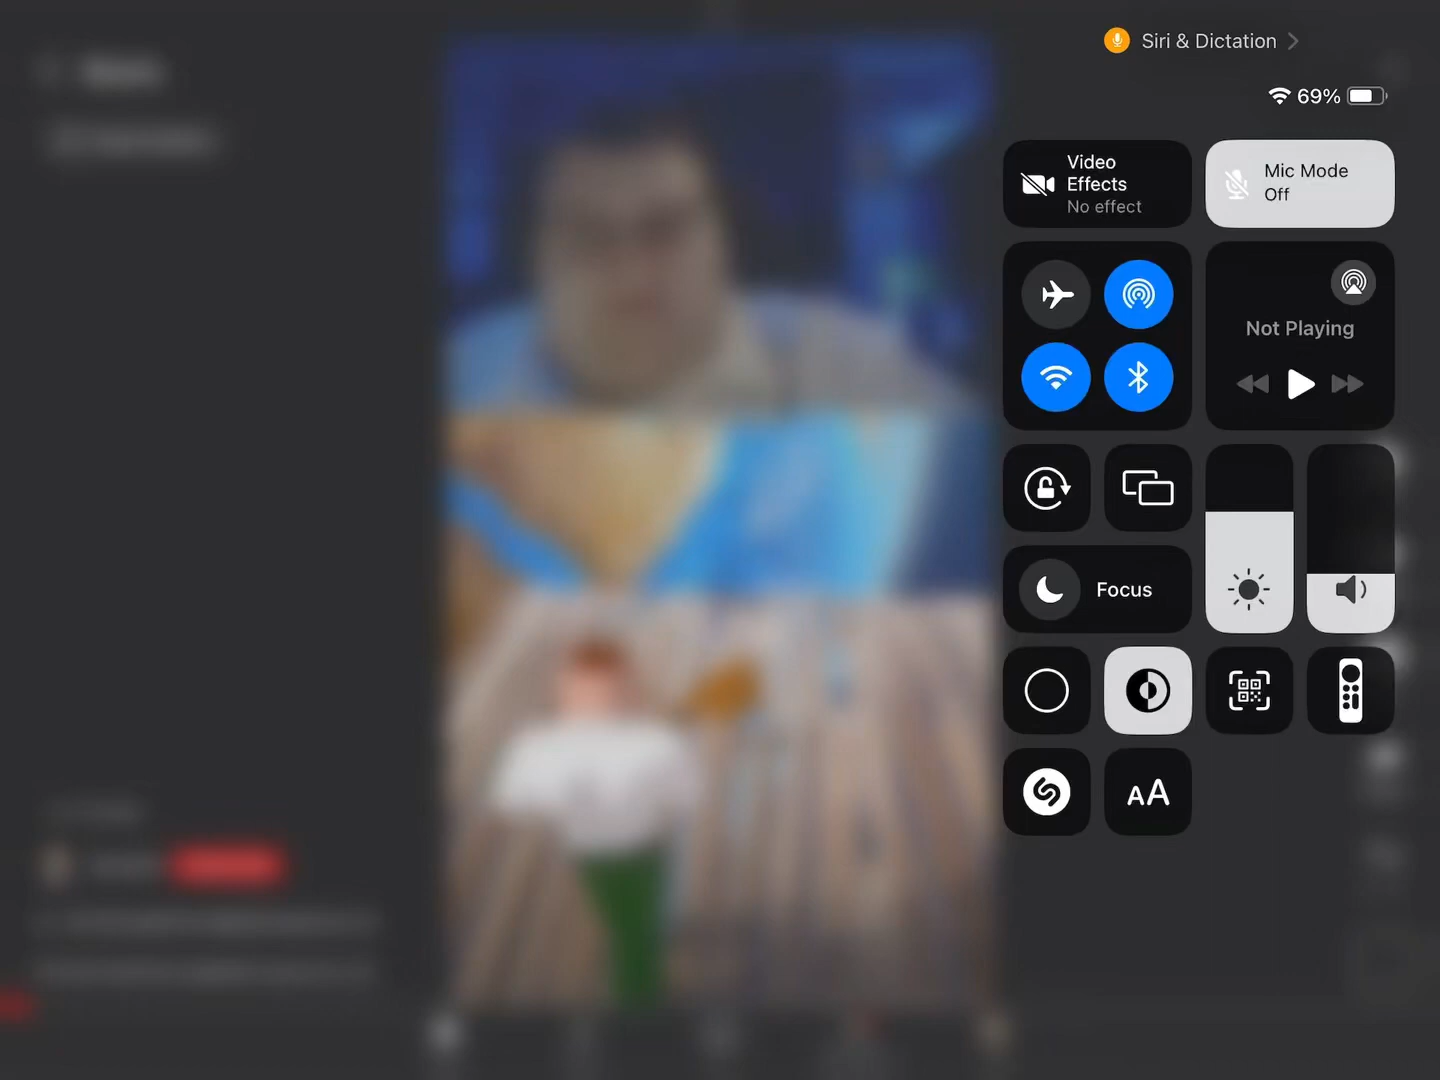 Siri & Dictation
69%
Video
Effects
No effect
Mic Mode
Off
Not Playing
Focus
AA